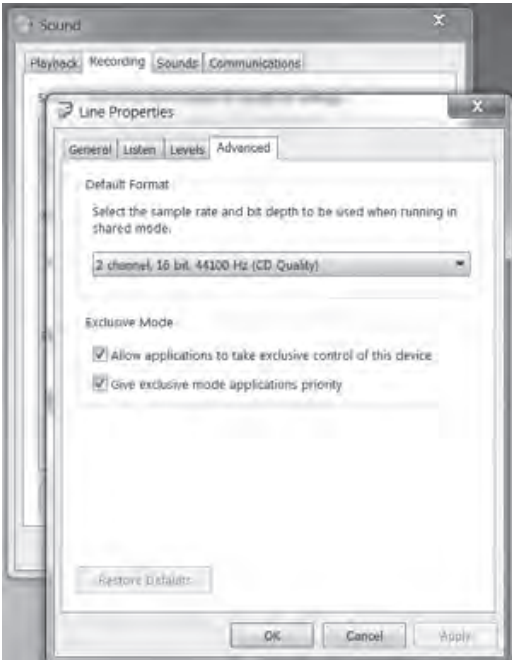 Sound
Playback Recording Sounds Communications
Line Properties
General Listen Levels Advanced
Default Format
Select the sample rate and bit depth to be used when running in
shared mode.
2 channel, 16 bit, 44100 Hz (CD Quality)
Exclusive Mode
Allow applications to take exclusive control of this device
Give exclusive mode applications priority
Restore Defaults
OK Cancel Apply